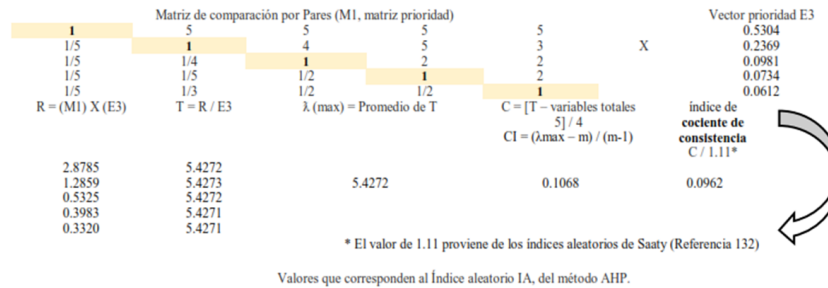 Matriz de comparación por Pares (M1, matriz prioridad) Vector prioridad E3
1 5 5 5 5 0.5304
1/5 1 4 5 3 X 0.2369
1/5 1/4 1 2 2 0.0981
1/5 1/5 1/2 1 2 0.0734
1/5 1/3 1/2 1/2 1 0.0612
R = (M1) X (E3) T = R / E3 λ (max) = Promedio de T C = [T – variables totales índice de
5] / 4 cociente de
CI = (λmax – m) / (m-1) consistencia
C / 1.11*
2.8785 5.4272
1.2859 5.4273 5.4272 0.1068 0.0962
0.5325 5.4272
0.3983 5.4271
0.3320 5.4271
* El valor de 1.11 proviene de los índices aleatorios de Saaty (Referencia 132)
Valores que corresponden al Índice aleatorio IA, del método AHP.